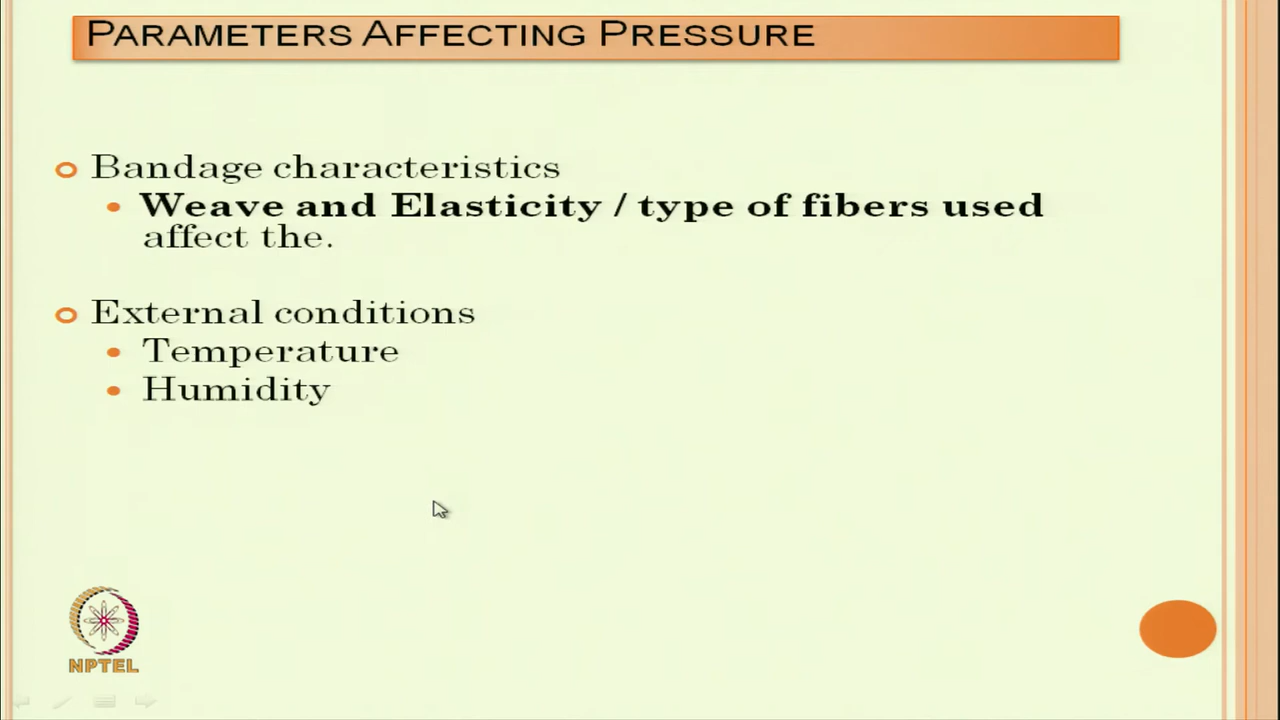 PARAMETERS AFFECTING PRESSURE
Bandage characteristics
Weave and Elasticity / type of fibers used
affect the.
External conditions
Temperature
Humidity
NPTEL